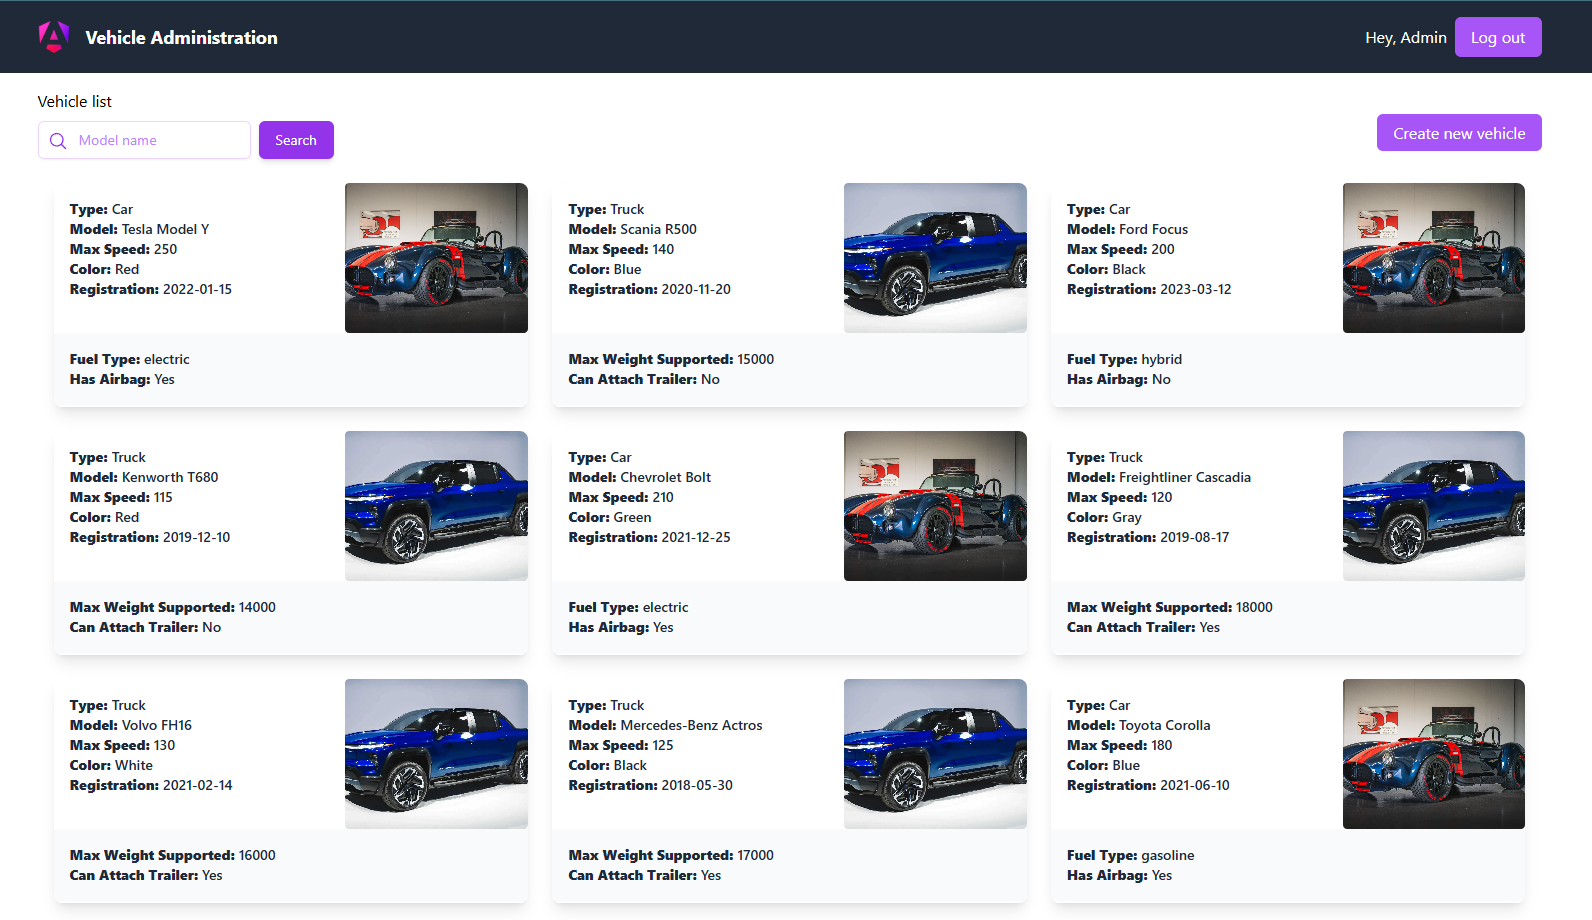 Vehicle Administration
Hey, Admin
Log out
Vehicle list
Model name
Search
Create new vehicle
Type: Car
Model: Tesla Model Y
Max Speed: 250
Color: Red
Registration: 2022-01-15
Fuel Type: electric
Has Airbag: Yes
Type: Truck
Model: Scania R500
Max Speed: 140
Color: Blue
Registration: 2020-11-20
Max Weight Supported: 15000
Can Attach Trailer: No
Type: Car
Model: Ford Focus
Max Speed: 200
Color: Black
Registration: 2023-03-12
Fuel Type: hybrid
Has Airbag: No
Type: Truck
Model: Kenworth T680
Max Speed: 115
Color: Red
Registration: 2019-12-10
Max Weight Supported: 14000
Can Attach Trailer: No
Type: Car
Model: Chevrolet Bolt
Max Speed: 210
Color: Green
Registration: 2021-12-25
Fuel Type: electric
Has Airbag: Yes
Type: Truck
Model: Freightliner Cascadia
Max Speed: 120
Color: Gray
Registration: 2019-08-17
Max Weight Supported: 18000
Can Attach Trailer: Yes
Type: Truck
Model: Volvo FH16
Max Speed: 130
Color: White
Registration: 2021-02-14
Max Weight Supported: 16000
Can Attach Trailer: Yes
Type: Truck
Model: Mercedes-Benz Actros
Max Speed: 125
Color: Black
Registration: 2018-05-30
Max Weight Supported: 17000
Can Attach Trailer: Yes
Type: Car
Model: Toyota Corolla
Max Speed: 180
Color: Blue
Registration: 2021-06-10
Fuel Type: gasoline
Has Airbag: Yes